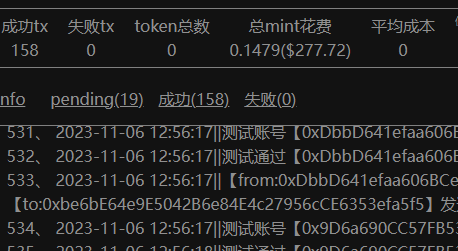 成功tx 失败tx token总数 总mint花费 平均成本
158 0 0 0.1479($277.72) 0
nfo pending(19) 成功(158) 失败(0)
531、 2023-11-06 12:56:17||测试账号【0xDbbD641efaa606B
532、 2023-11-06 12:56:17||测试通过【0xDbbD641efaa606B
533、 2023-11-06 12:56:17||【from:0xDbbD641efaa606BCe
【to:0xbe6bE64e9E5042B6e84E4c27956cCE6353efa5f5】发
534、 2023-11-06 12:56:17||测试账号【0x9D6a690CC57FB53